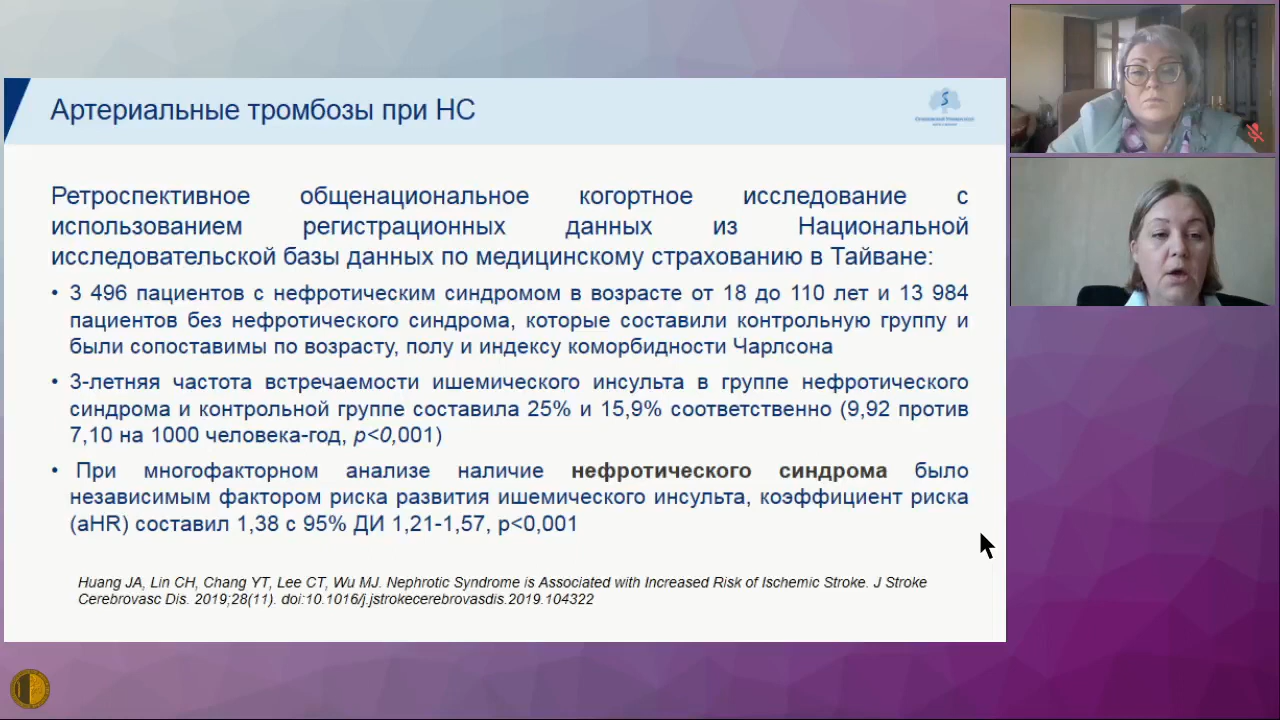 Артериальные тромбозы при НС
Ретроспективное общенациональное когортное исследование с
использованием регистрационных данных из Национальной
исследовательской базы данных по медицинскому страхованию в Тайване:
• 3 496 пациентов с нефротическим синдромом в возрасте от 18 до 110 лет и 13 984
пациентов без нефротического синдрома, которые составили контрольную группу и
были сопоставимы по возрасту, полу и индексу коморбидности Чарлсона
• 3-летняя частота встречаемости ишемического инсульта в группе нефротического
синдрома и контрольной группе составила 25% и 15,9% соответственно (9,92 против
7,10 на 1000 человека-год, p<0,001)
• При многофакторном анализе наличие нефротического синдрома было
независимым фактором риска развития ишемического инсульта, коэффициент риска
(aHR) составил 1,38 с 95% ДИ 1,21-1,57, p<0,001
Huang JA, Lin CH, Chang YT, Lee CT, Wu MJ. Nephrotic Syndrome is Associated with Increased Risk of Ischemic Stroke. J Stroke
Cerebrovasc Dis. 2019;28(11). doi:10.1016/j.jstrokecerebrovasdis.2019.104322